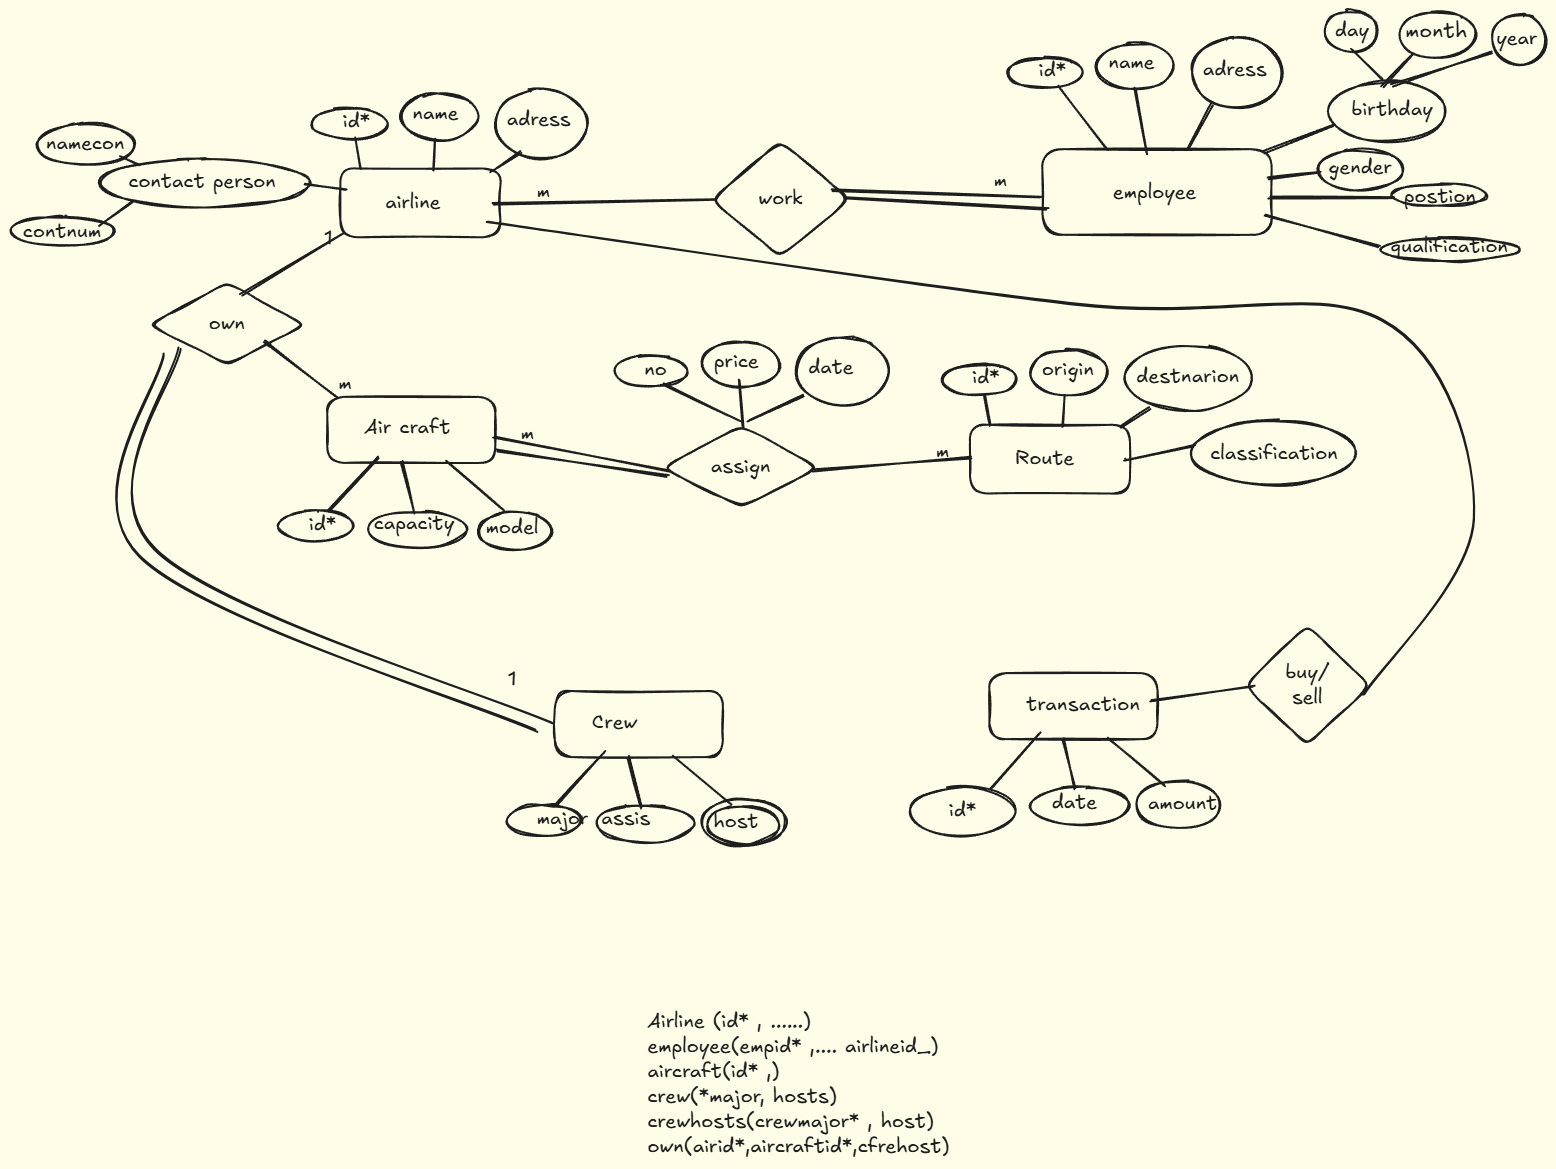 day
month
year
id*
name
adress
birthday
namecon
id*
name
adress
contact person
gender
airline
m
work
m
employee
postion
contnum
1
qualification
own
no
price
date
id*
origin
destnarion
m
Air craft
m
assign
m
Route
classification
id*
capacity
model
1
Crew
transaction
buy/
sell
major
assis
host
id*
date
amount
Airline (id* , ......)
employee(empid* ,.... airlineid_)
aircraft(id* ,)
crew(*major, hosts)
crewhosts(crewmajor* , host)
own(airid*,aircraftid*,cfrehost)